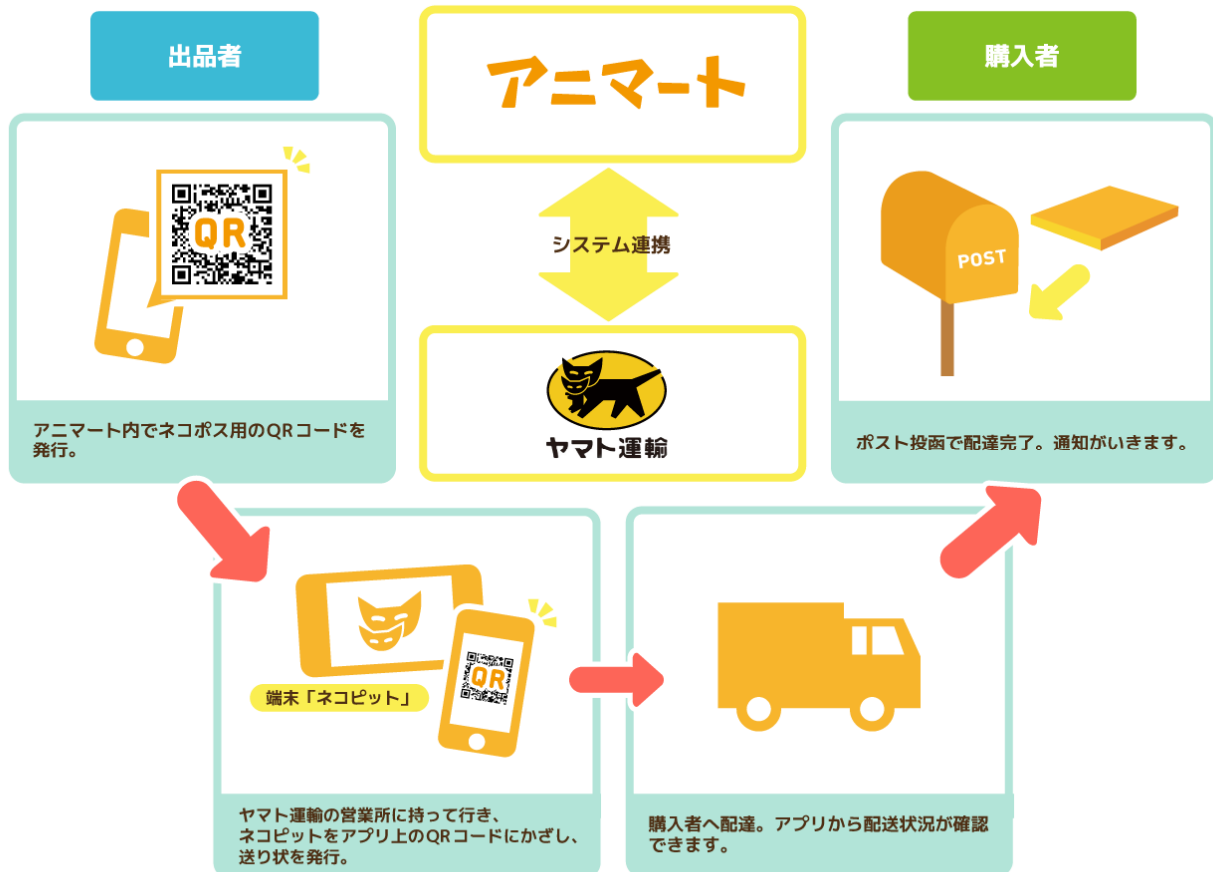 出品者
アニマート
購入者
QR
システム連携
POST
ヤマト運輸
アニマート内でネコポス用のQRコードを
発行。
ポスト投函で配達完了。通知がいきます。
QR
端末「ネコピット」
ヤマト運輸の営業所に持って行き、
ネコピットをアプリ上のQRコードにかざし、
送り状を発行。
購入者へ配達。アプリから配送状況が確認
できます。